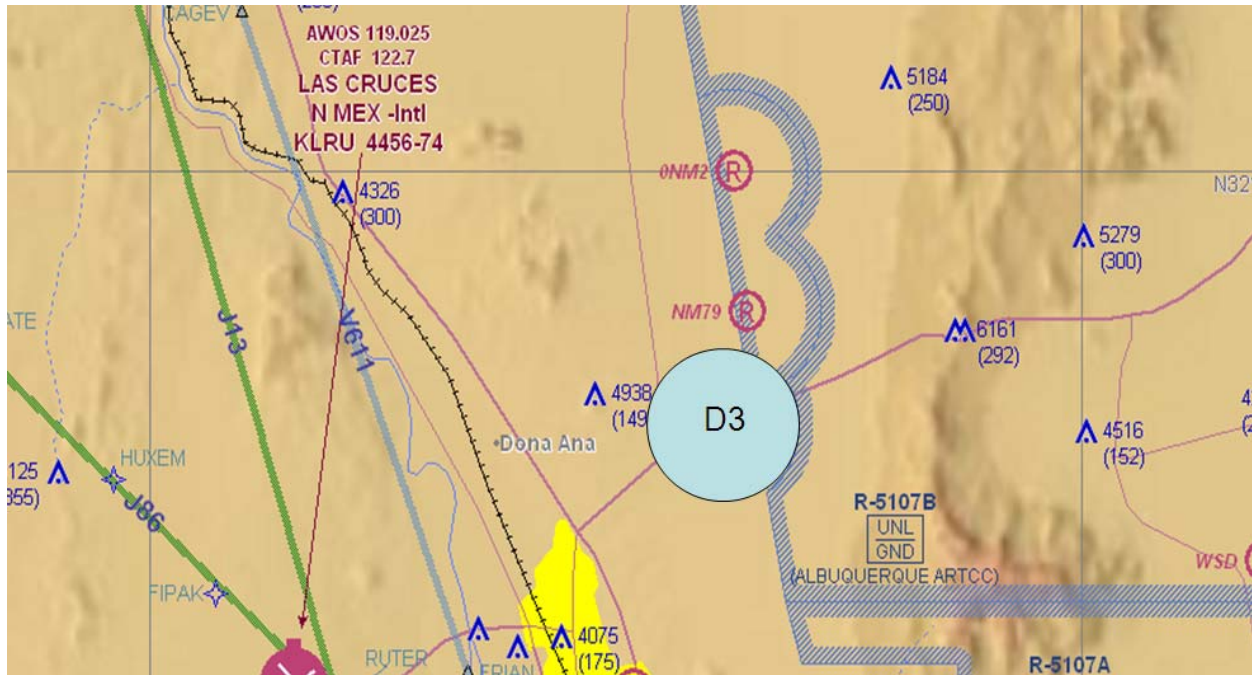 CAGEV
AWOS 119.025
CTAF 122.7
LAS CRUCES
N MEX -Intl
KLRU 4456-74
5184
(250)
0NM2
R
4326
(300)
N32°
5279
(300)
J13
V611
NM79
R
6161
(292)
4938
(149
D3
Dona Ana
4516
(152)
HUXEM
125
J86
R-5107B
UNL
GND
(ALBUQUERQUE ARTCC)
WSD
FIPAK
4075
(175)
RUTER
R-5107A